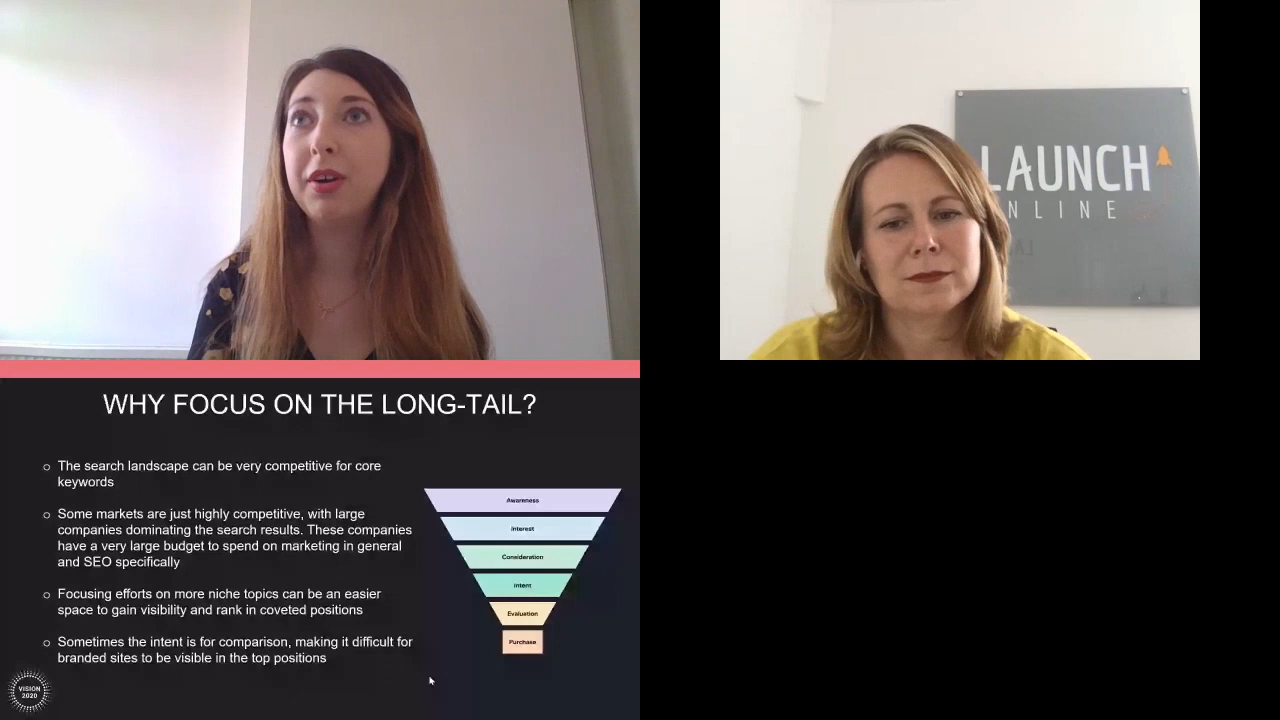 LAUNCH
NLINE
WHY FOCUS ON THE LONG-TAIL?
o The search landscape can be very competitive for core
keywords
o Some markets are just highly competitive, with large
companies dominating the search results. These companies
have a very large budget to spend on marketing in general
and SEO specifically
o Focusing efforts on more niche topics can be an easier
space to gain visibility and rank in coveted positions
o Sometimes the intent is for comparison, making it difficult for
branded sites to be visible in the top positions
Awareness
Interest
Consideration
Intent
Evaluation
Purchase
VISION
2020